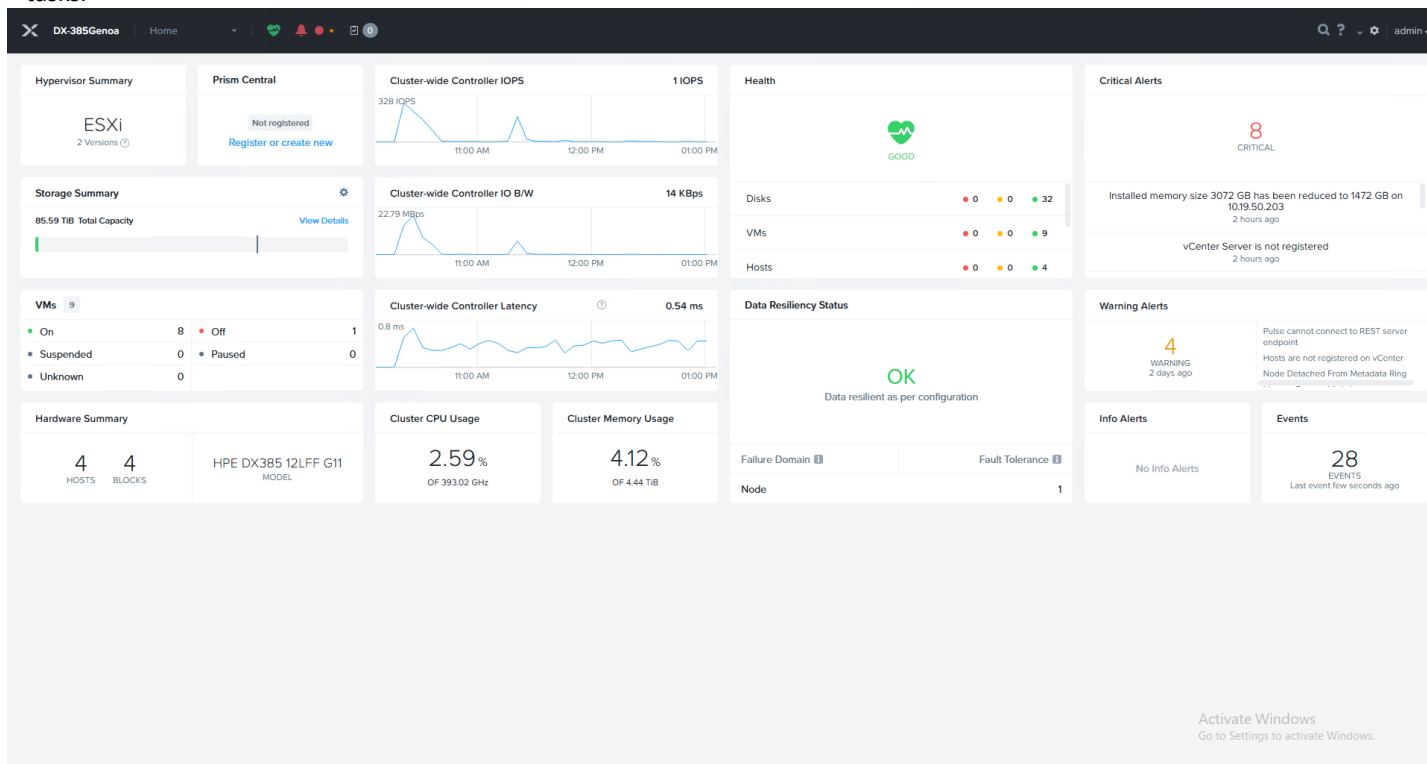 tasks.
DX-385Genoa Home 0 ? admin
Hypervisor Summary
ESXi
2 Versions ?
Prism Central
Not registered
Register or create new
Cluster-wide Controller IOPS 1 IOPS
328 IOPS
11:00 AM 12:00 PM 01:00 PM
Health
GOOD
Disks 0 0 32
VMs 0 0 9
Hosts 0 0 4
Critical Alerts
8
CRITICAL
Installed memory size 3072 GB has been reduced to 1472 GB on
10.19.50.203
2 hours ago
vCenter Server is not registered
2 hours ago
Storage Summary
85.59 TiB Total Capacity View Details
Cluster-wide Controller IO B/W 14 KBps
22.79 MBps
11:00 AM 12:00 PM 01:00 PM
VMs 9
On 8 Off 1
Suspended 0 Paused 0
Unknown 0
Cluster-wide Controller Latency ? 0.54 ms
0.8 ms
11:00 AM 12:00 PM 01:00 PM
Data Resiliency Status
OK
Data resilient as per configuration
Failure Domain Fault Tolerance
Node 1
Warning Alerts
4
WARNING
2 days ago
Pulse cannot connect to REST server
endpoint
Hosts are not registered on vCenter
Node Detached From Metadata Ring
Hardware Summary
4 4
HOSTS BLOCKS
HPE DX385 12LFF G11
MODEL
Cluster CPU Usage
2.59 %
OF 393.02 GHz
Cluster Memory Usage
4.12 %
OF 4.44 TiB
Info Alerts
No Info Alerts
Events
28
EVENTS
Last event few seconds ago
Activate Windows
Go to Settings to activate Windows.